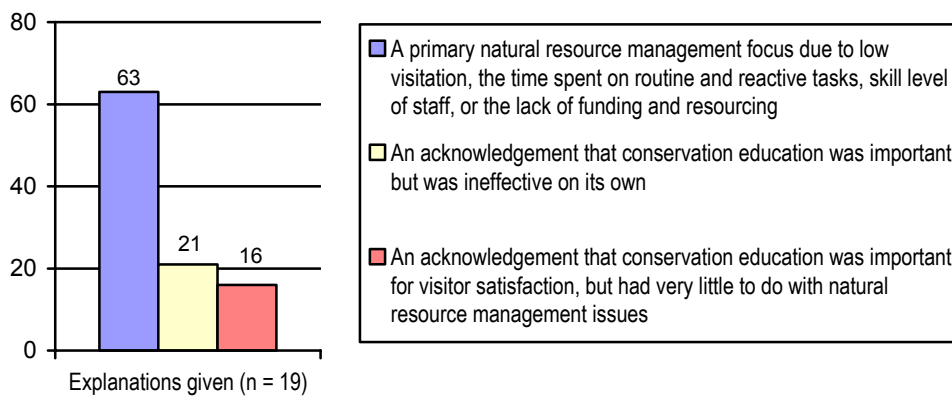 80
60
40
20
0
63
21
16
Explanations given (n = 19)
A primary natural resource management focus due to low
visitation, the time spent on routine and reactive tasks, skill level
of staff, or the lack of funding and resourcing
An acknowledgement that conservation education was important
but was ineffective on its own
An acknowledgement that conservation education was important
for visitor satisfaction, but had very little to do with natural
resource management issues